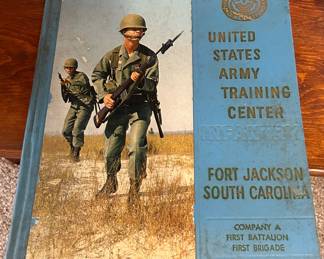 UNITED
STATES
ARMY
TRAINING
CENTER
INFANTRY
FORT JACKSON
SOUTH CAROLINA
COMPANY A
FIRST BATTALION
FIRST BRIGADE